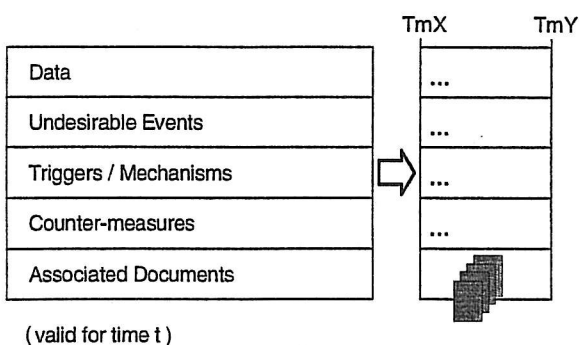 TmX TmY
Data ...
Undesirable Events ...
Triggers / Mechanisms ...
Counter-measures ...
Associated Documents
( valid for time t )